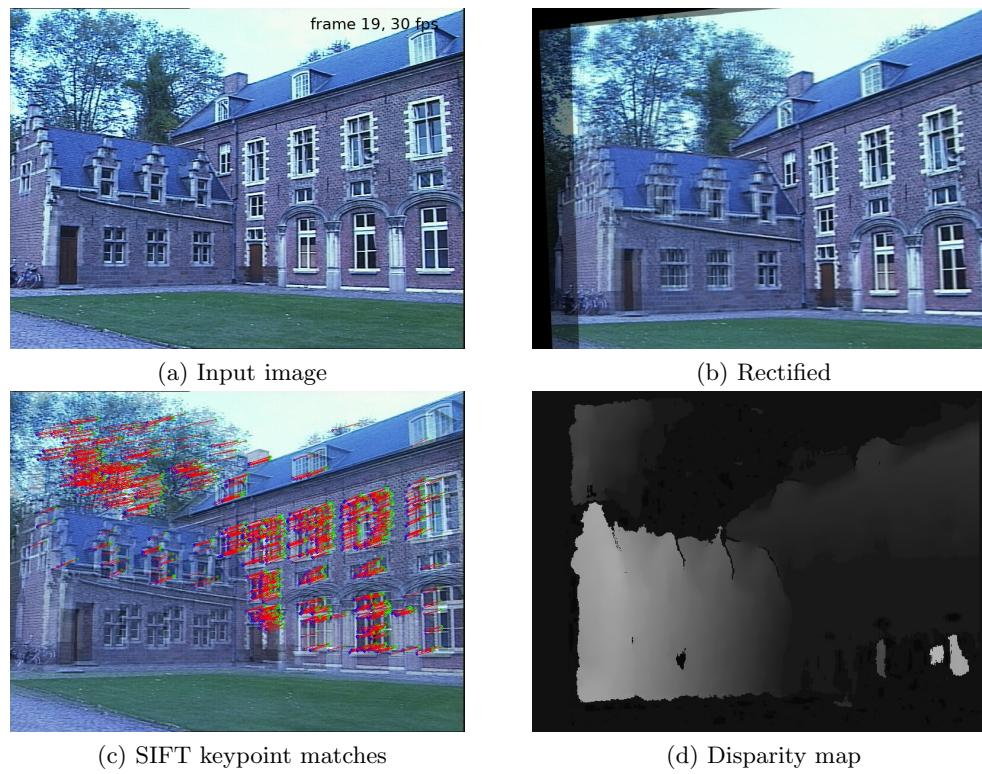 frame 19, 30 fps
(a) Input image
(b) Rectified
(c) SIFT keypoint matches
(d) Disparity map